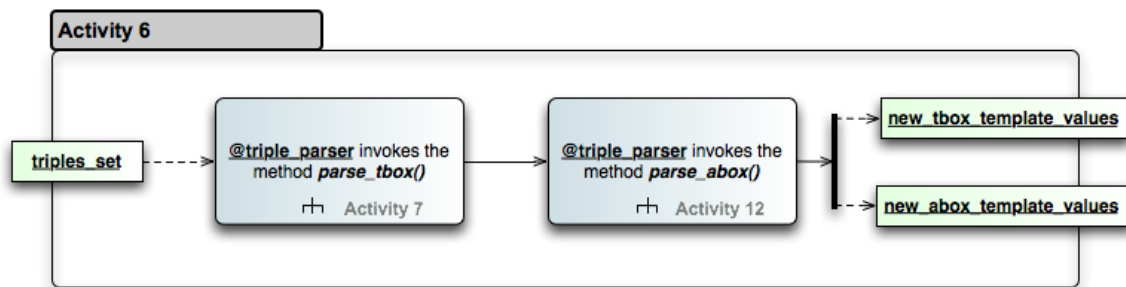 Activity 6
triples_set
@triple_parser invokes the
method parse_tbox()
Activity 7
@triple_parser invokes the
method parse_abox()
Activity 12
new_tbox_template_values
new_abox_template_values